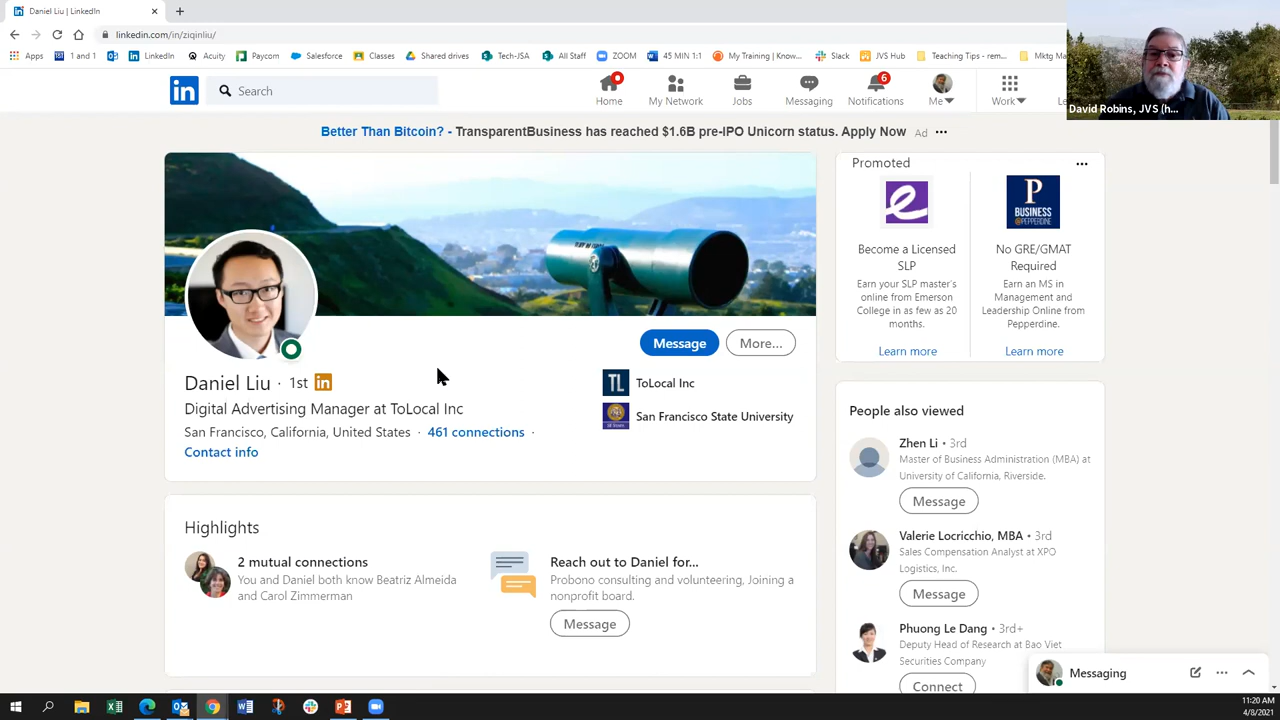 Daniel Liu | LinkedIn
linkedin.com/in/ziqinliu/
Apps
1 and 1
LinkedIn
Avuity
Acuity
Paycom
Salesforce
Classes
Shared drives
Tech-JSA
All Staff
ZOOM
45 MIN 1:1
My Training | Know...
Slack
JVS Hub
Teaching Tips - rem...
Mktg Ma
David Robins, JVS (h...
in
Search
Home
My Network
Jobs
Messaging
6
Notifications
Me
Work
Better Than Bitcoin? - TransparentBusiness has reached $1.6B pre-IPO Unicorn status. Apply Now Ad ...
Message
More...
Daniel Liu · 1st in
Digital Advertising Manager at ToLocal Inc
San Francisco, California, United States · 461 connections ·
Contact info
TL
ToLocal Inc
San Francisco State University
Highlights
2 mutual connections
You and Daniel both know Beatriz Almeida
and Carol Zimmerman
Reach out to Daniel for...
Probono consulting and volunteering, Joining a
nonprofit board.
Message
Promoted
Become a Licensed
SLP
Earn your SLP master's
online from Emerson
College in as few as 20
months.
Learn more
P
BUSINESS
@PEPPERDINE
No GRE/GMAT
Required
Earn an MS in
Management and
Leadership Online from
Pepperdine.
Learn more
People also viewed
Zhen Li • 3rd
Master of Business Administration (MBA) at
University of California, Riverside.
Message
Valerie Locricchio, MBA • 3rd
Sales Compensation Analyst at XPO
Logistics, Inc.
Message
Phuong Le Dang • 3rd+
Deputy Head of Research at Bao Viet
Securities Company
Connect
Messaging
11:20 AM
4/8/2021